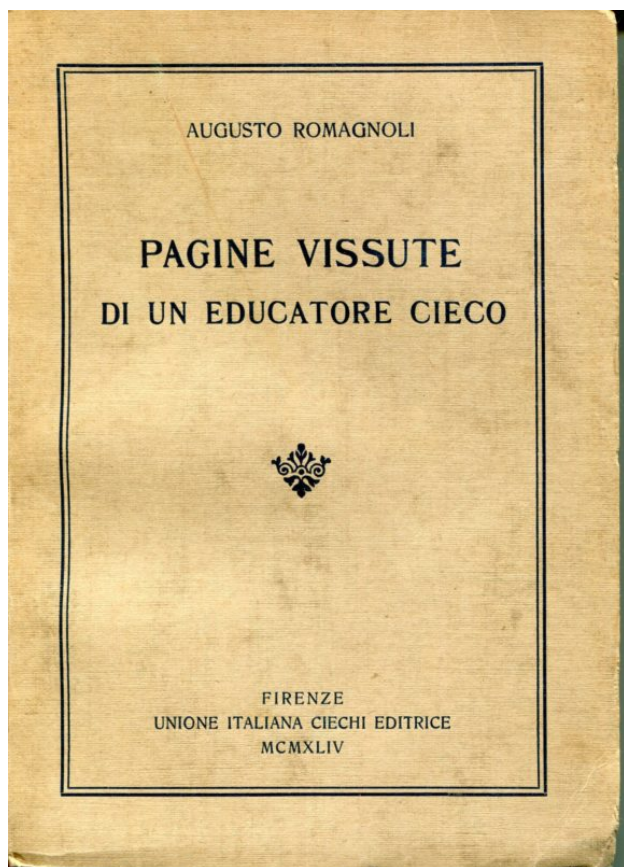 AUGUSTO ROMAGNOLI
PAGINE VISSUTE
DI UN EDUCATORE CIECO
FIRENZE
UNIONE ITALIANA CIECHI EDITRICE
MCMXLIV